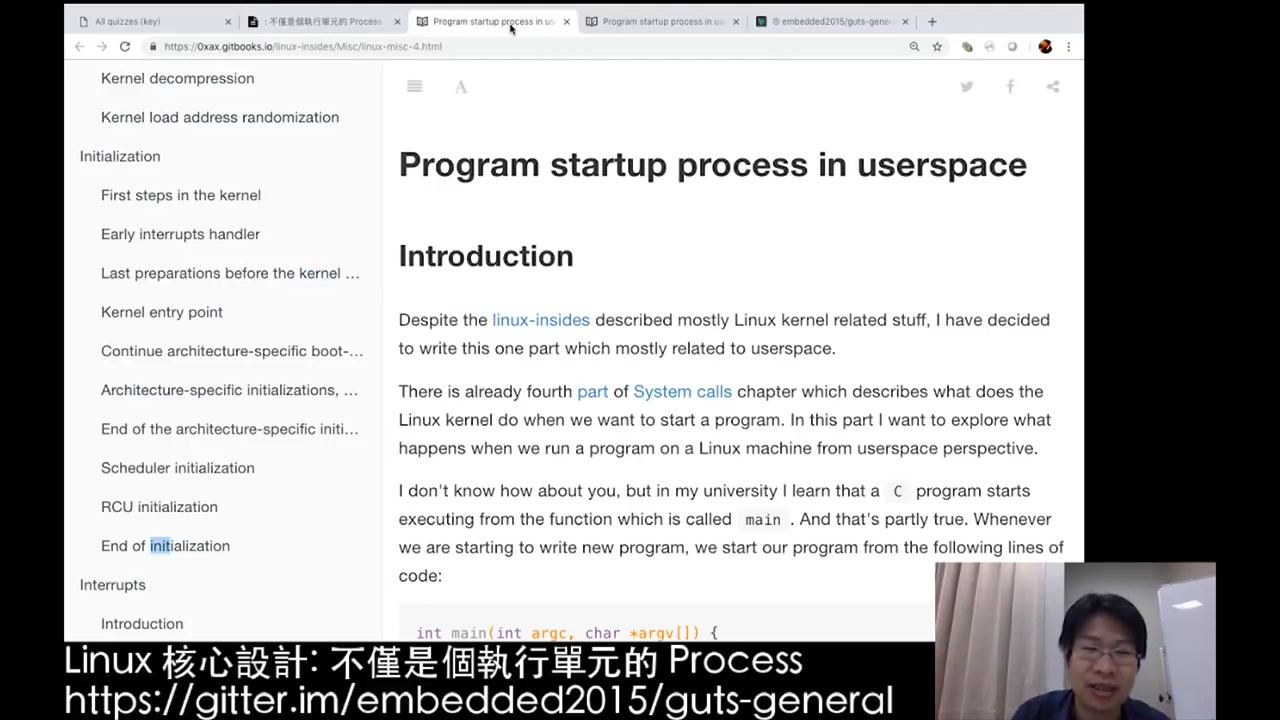 All quizzes (key)
: 不僅是個執行單元的 Process
Program startup process in us
Program startup process in us
embedded2015/guts-gener
https://0xax.gitbooks.io/linux-insides/Misc/linux-misc-4.html
Kernel decompression
Kernel load address randomization
Initialization
First steps in the kernel
Early interrupts handler
Last preparations before the kernel …
Kernel entry point
Continue architecture-specific boot-…
Architecture-specific initializations, …
End of the architecture-specific initi…
Scheduler initialization
RCU initialization
End of initialization
Interrupts
Introduction
A
Program startup process in userspace
Introduction
Despite the linux-insides described mostly Linux kernel related stuff, I have decided
to write this one part which mostly related to userspace.
There is already fourth part of System calls chapter which describes what does the
Linux kernel do when we want to start a program. In this part I want to explore what
happens when we run a program on a Linux machine from userspace perspective.
I don't know how about you, but in my university I learn that a C program starts
executing from the function which is called main . And that's partly true. Whenever
we are starting to write new program, we start our program from the following lines of
code:
int main(int argc, char *argv[]) {
Linux 核心設計: 不僅是個執行單元的 Process
https://gitter.im/embedded2015/guts-general